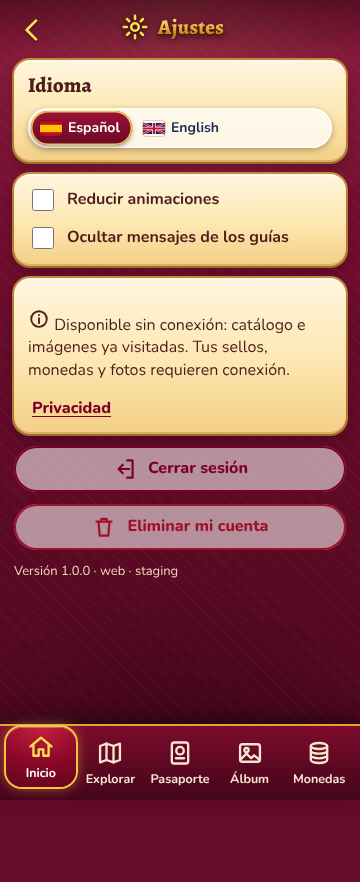 Ajustes
Idioma
Español English
Reducir animaciones
Ocultar mensajes de los guías
Disponible sin conexión: catálogo e
imágenes ya visitadas. Tus sellos,
monedas y fotos requieren conexión.
Privacidad
Cerrar sesión
Eliminar mi cuenta
Versión 1.0.0 · web · staging
Inicio Explorar Pasaporte Álbum Monedas